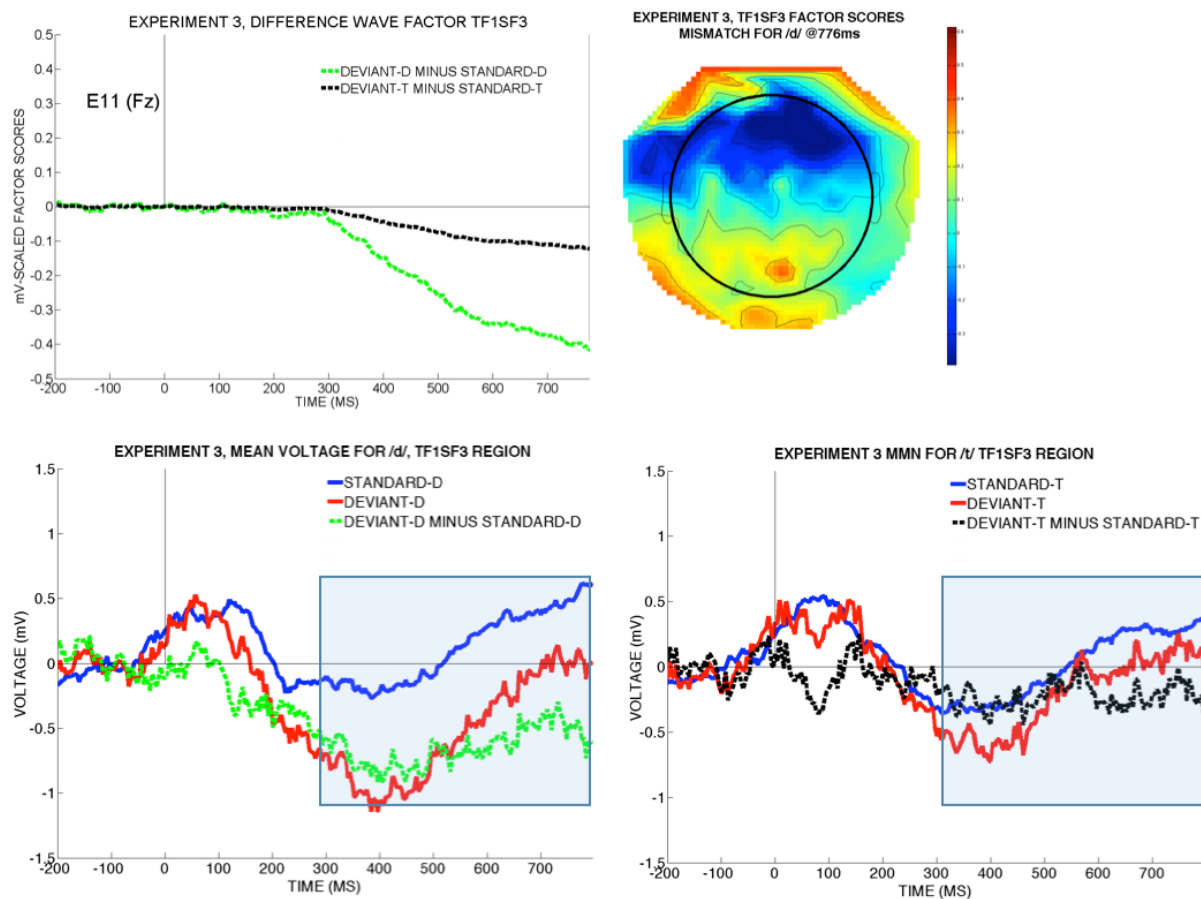 EXPERIMENT 3, DIFFERENCE WAVE FACTOR TF1SF3
0.5
0.4
0.3
0.2
0.1
0
-0.1
-0.2
-0.3
-0.4
-0.5
mV-SCALED FACTOR SCORES
E11 (Fz)
DEVIANT-D MINUS STANDARD-D
DEVIANT-T MINUS STANDARD-T
-200 -100 0 100 200 300 400 500 600 700
TIME (MS)
EXPERIMENT 3, TF1SF3 FACTOR SCORES
MISMATCH FOR /d/ @776ms
EXPERIMENT 3, MEAN VOLTAGE FOR /d/, TF1SF3 REGION
1.5
1
0.5
0
-0.5
-1
-1.5
VOLTAGE (mV)
STANDARD-D
DEVIANT-D
DEVIANT-D MINUS STANDARD-D
-200 -100 0 100 200 300 400 500 600 700
TIME (MS)
EXPERIMENT 3 MMN FOR /t/ TF1SF3 REGION
1.5
1
0.5
0
-0.5
-1
-1.5
VOLTAGE (mV)
STANDARD-T
DEVIANT-T
DEVIANT-T MINUS STANDARD-T
-200 -100 0 100 200 300 400 500 600 700
TIME (MS)